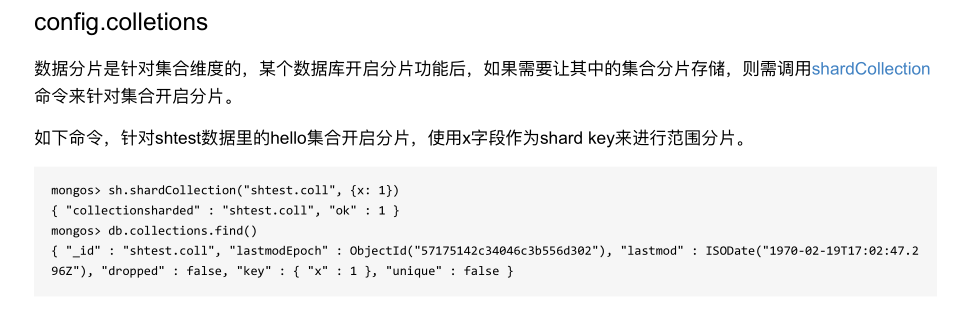 config.colletions
数据分片是针对集合维度的，某个数据库开启分片功能后，如果需要让其中的集合分片存储，则需调用shardCollection
命令来针对集合开启分片。
如下命令，针对shtest数据里的hello集合开启分片，使用x字段作为shard key来进行范围分片。
mongos> sh.shardCollection("shtest.coll", {x: 1})
{ "collectionsharded" : "shtest.coll", "ok" : 1 }
mongos> db.collections.find()
{ "_id" : "shtest.coll", "lastmodEpoch" : ObjectId("57175142c34046c3b556d302"), "lastmod" : ISODate("1970-02-19T17:02:47.2
96Z"), "dropped" : false, "key" : { "x" : 1 }, "unique" : false }